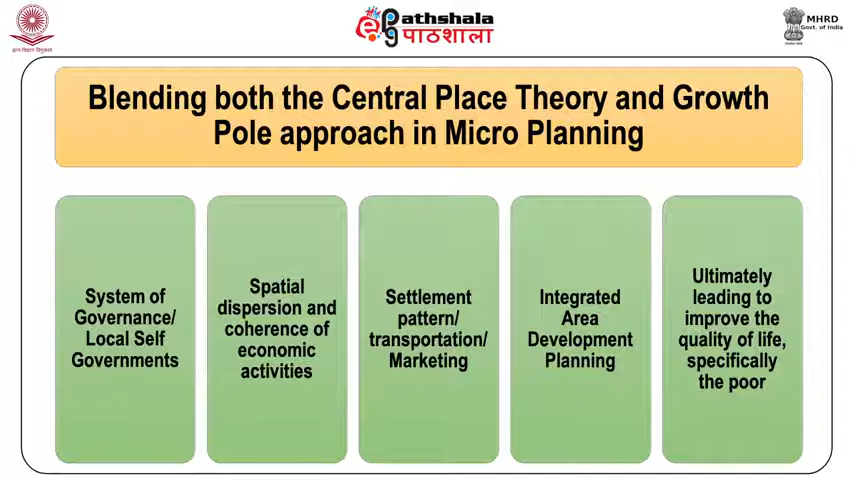 Pathshala
पाठशाला
MHRD
Govt. of India
ज्ञान-विज्ञान विमुक्तये
Blending both the Central Place Theory and Growth
Pole approach in Micro Planning
System of
Governance/
Local Self
Governments
Spatial
dispersion and
coherence of
economic
activities
Settlement
pattern/
transportation/
Marketing
Integrated
Area
Development
Planning
Ultimately
leading to
improve the
quality of life,
specifically
the poor